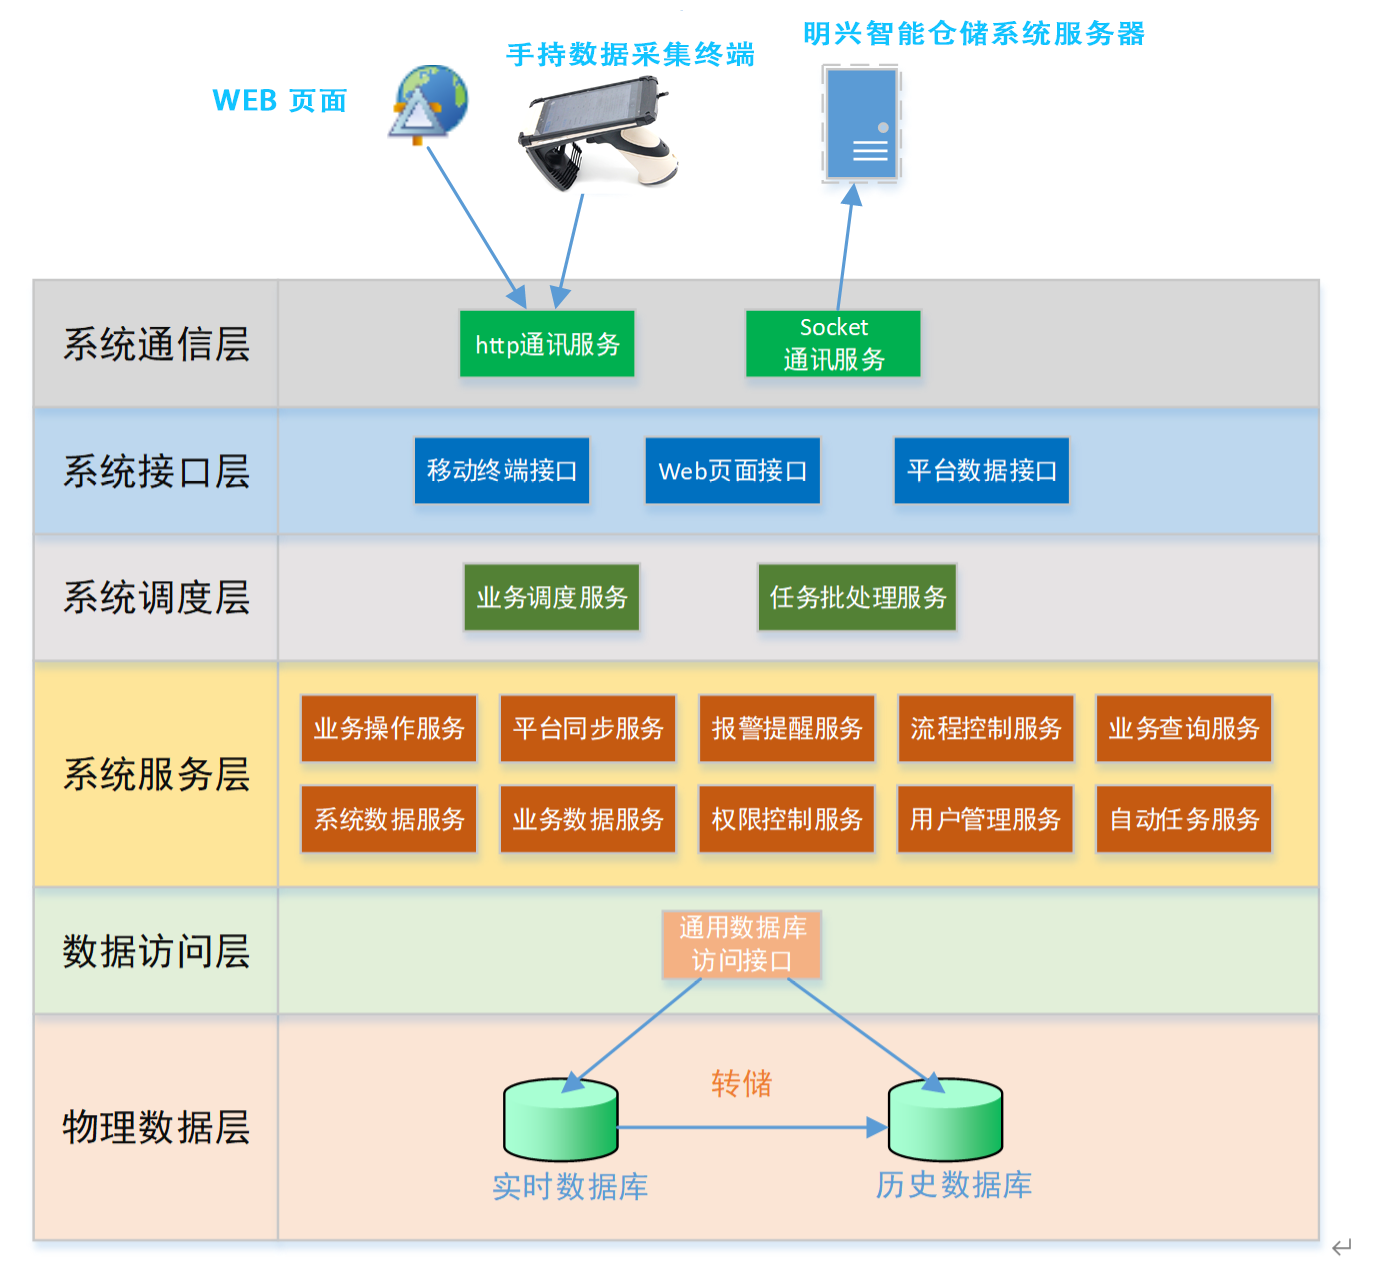 明兴智能仓储系统服务器
手持数据采集终端
WEB 页面
系统通信层
http通讯服务
Socket
通讯服务
系统接口层
移动终端接口
Web页面接口
平台数据接口
系统调度层
业务调度服务
任务批处理服务
系统服务层
业务操作服务
平台同步服务
报警提醒服务
流程控制服务
业务查询服务
系统数据服务
业务数据服务
权限控制服务
用户管理服务
自动任务服务
数据访问层
通用数据库
访问接口
物理数据层
转储
实时数据库
历史数据库